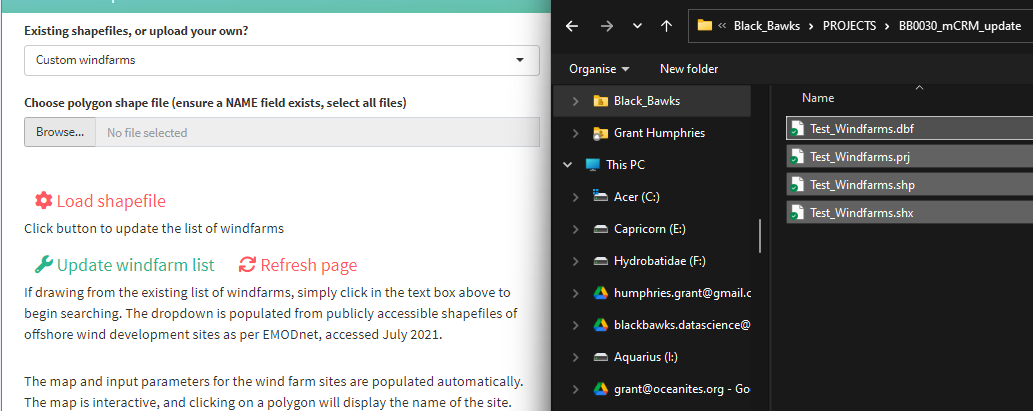 Existing shapefiles, or upload your own?
Custom windfarms
Choose polygon shape file (ensure a NAME field exists, select all files)
Browse... No file selected
Load shapefile
Click button to update the list of windfarms
Update windfarm list Refresh page
If drawing from the existing list of windfarms, simply click in the text box above to
begin searching. The dropdown is populated from publicly accessible shapefiles of
offshore wind development sites as per EMODnet, accessed July 2021.
The map and input parameters for the wind farm sites are populated automatically.
The map is interactive, and clicking on a polygon will display the name of the site.
« Black_Bawks > PROJECTS > BB0030_mCRM_update
Organise New folder
Black_Bawks
Grant Humphries
This PC
Acer (C:)
Capricorn (E:)
Hydrobatidae (F:)
humphries.grant@gmail.c
blackbawks.datascience@
Aquarius (I:)
grant@oceanites.org - Go
Name
Test_Windfarms.dbf
Test_Windfarms.prj
Test_Windfarms.shp
Test_Windfarms.shx